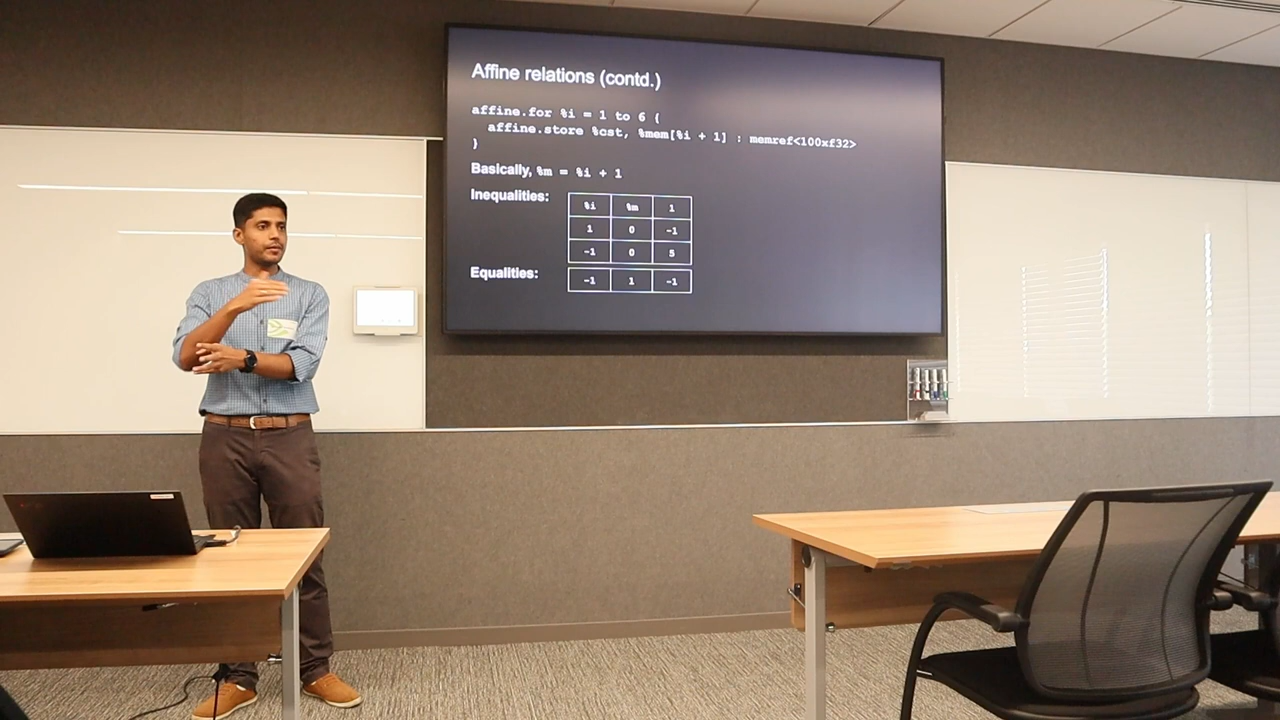 Affine relations (contd.)
affine.for %i = 1 to 6 {
affine.store %cst, %mem[%i + 1] : memref<100xf32>
}
Basically, %m = %i + 1
Inequalities:
%i %m 1
1 0 -1
-1 0 5
Equalities:
-1 1 -1